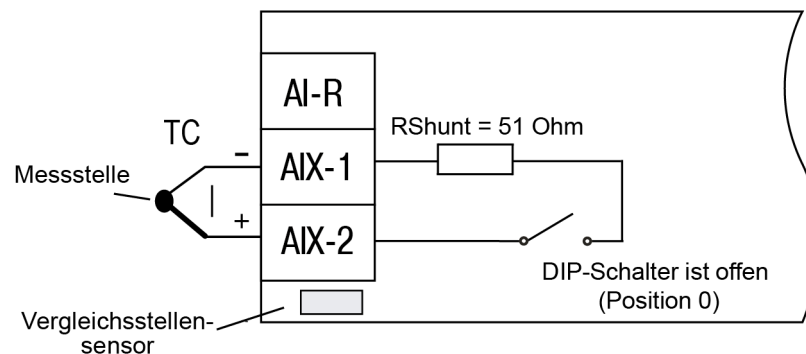 AI-R
RShunt = 51 Ohm
TC
-
AIX-1
Messstelle
+
AIX-2
DIP-Schalter ist offen
(Position 0)
Vergleichsstellen-
sensor